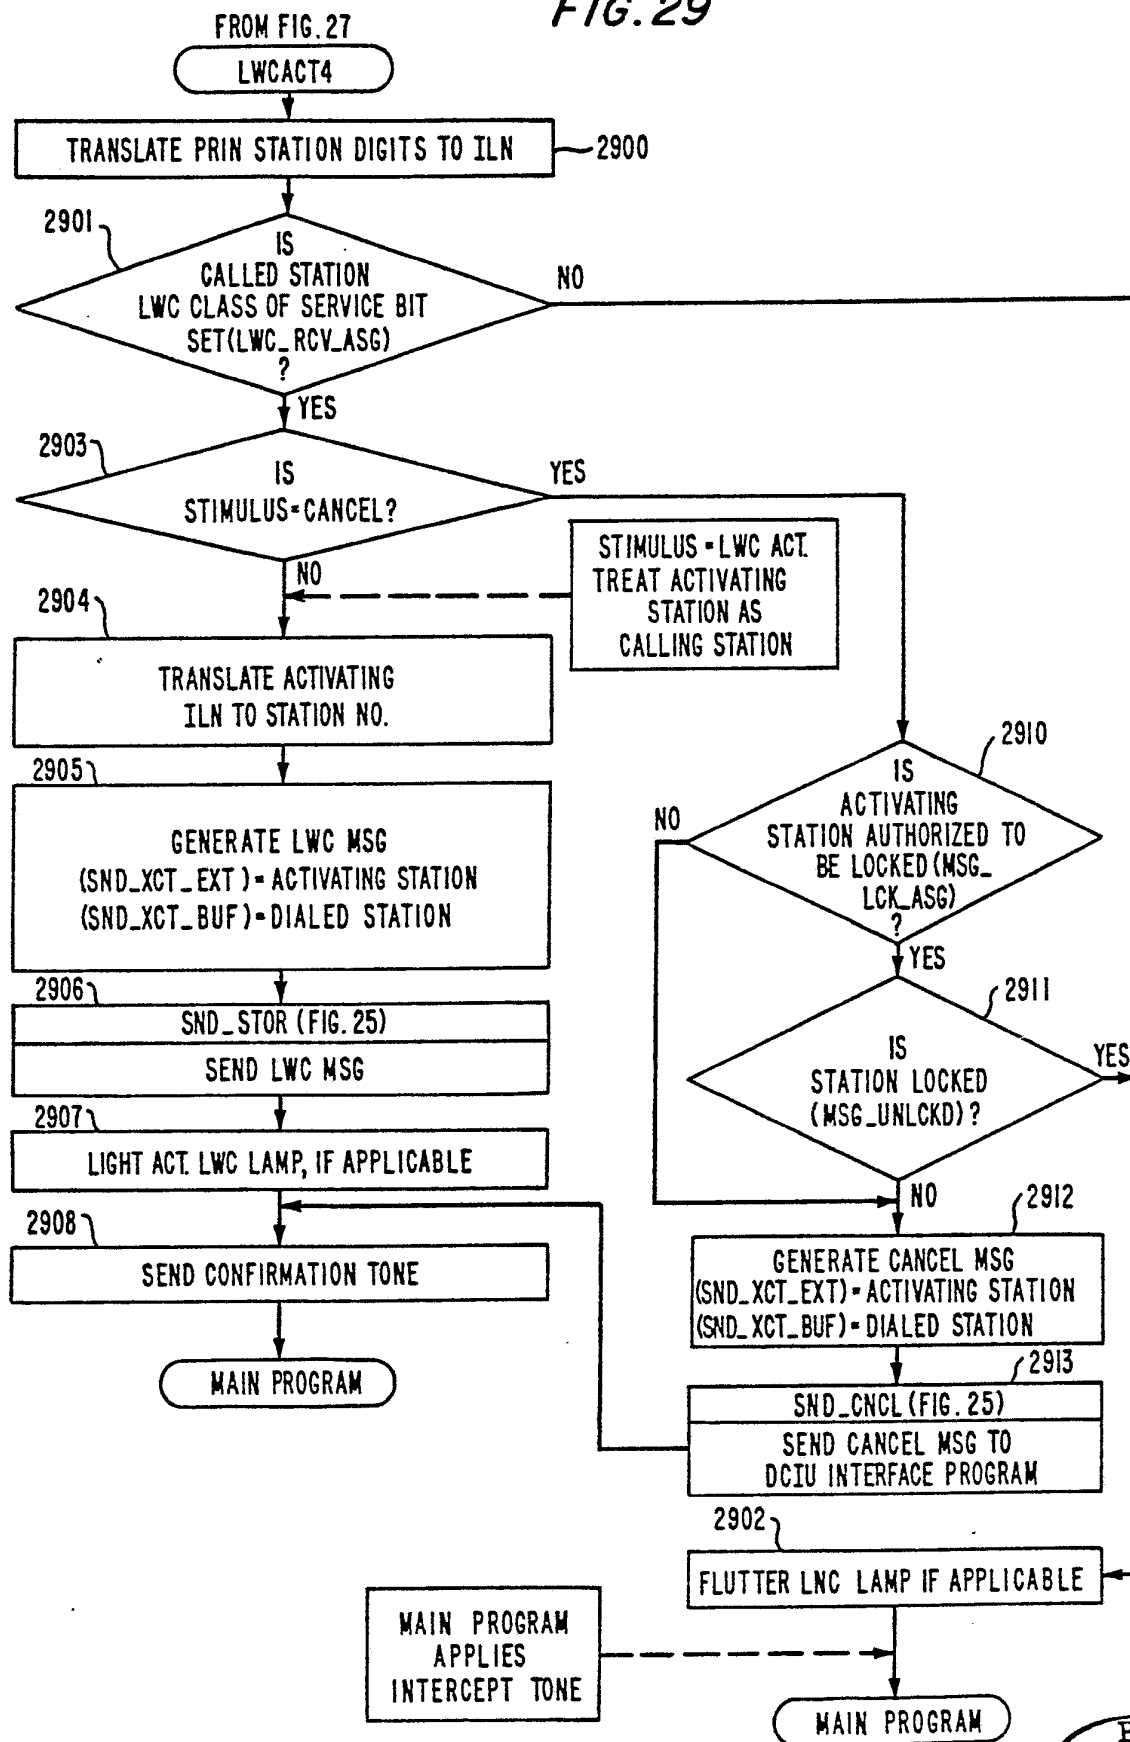 FIG. 29
FROM FIG. 27
LWCACT4
TRANSLATE PRIN STATION DIGITS TO ILN
2900
2901
IS
CALLED STATION
LWC CLASS OF SERVICE BIT
SET(LWC_RCV_ASG)
?
NO
YES
2903
IS
STIMULUS=CANCEL?
YES
NO
STIMULUS = LWC ACT.
TREAT ACTIVATING
STATION AS
CALLING STATION
2904
TRANSLATE ACTIVATING
ILN TO STATION NO.
2905
GENERATE LWC MSG
(SND_XCT_EXT)=ACTIVATING STATION
(SND_XCT_BUF)=DIALED STATION
2906
SND_STOR (FIG. 25)
SEND LWC MSG
2907
LIGHT ACT. LWC LAMP, IF APPLICABLE
2908
SEND CONFIRMATION TONE
MAIN PROGRAM
2910
IS
ACTIVATING
STATION AUTHORIZED TO
BE LOCKED (MSG_
LCK_ASG)
?
NO
YES
2911
IS
STATION LOCKED
(MSG_UNLCKD)?
YES
NO
2912
GENERATE CANCEL MSG
(SND_XCT_EXT)=ACTIVATING STATION
(SND_XCT_BUF)=DIALED STATION
2913
SND_CNCL (FIG. 25)
SEND CANCEL MSG TO
DCIU INTERFACE PROGRAM
2902
FLUTTER LNC LAMP IF APPLICABLE
MAIN PROGRAM
APPLIES
INTERCEPT TONE
MAIN PROGRAM